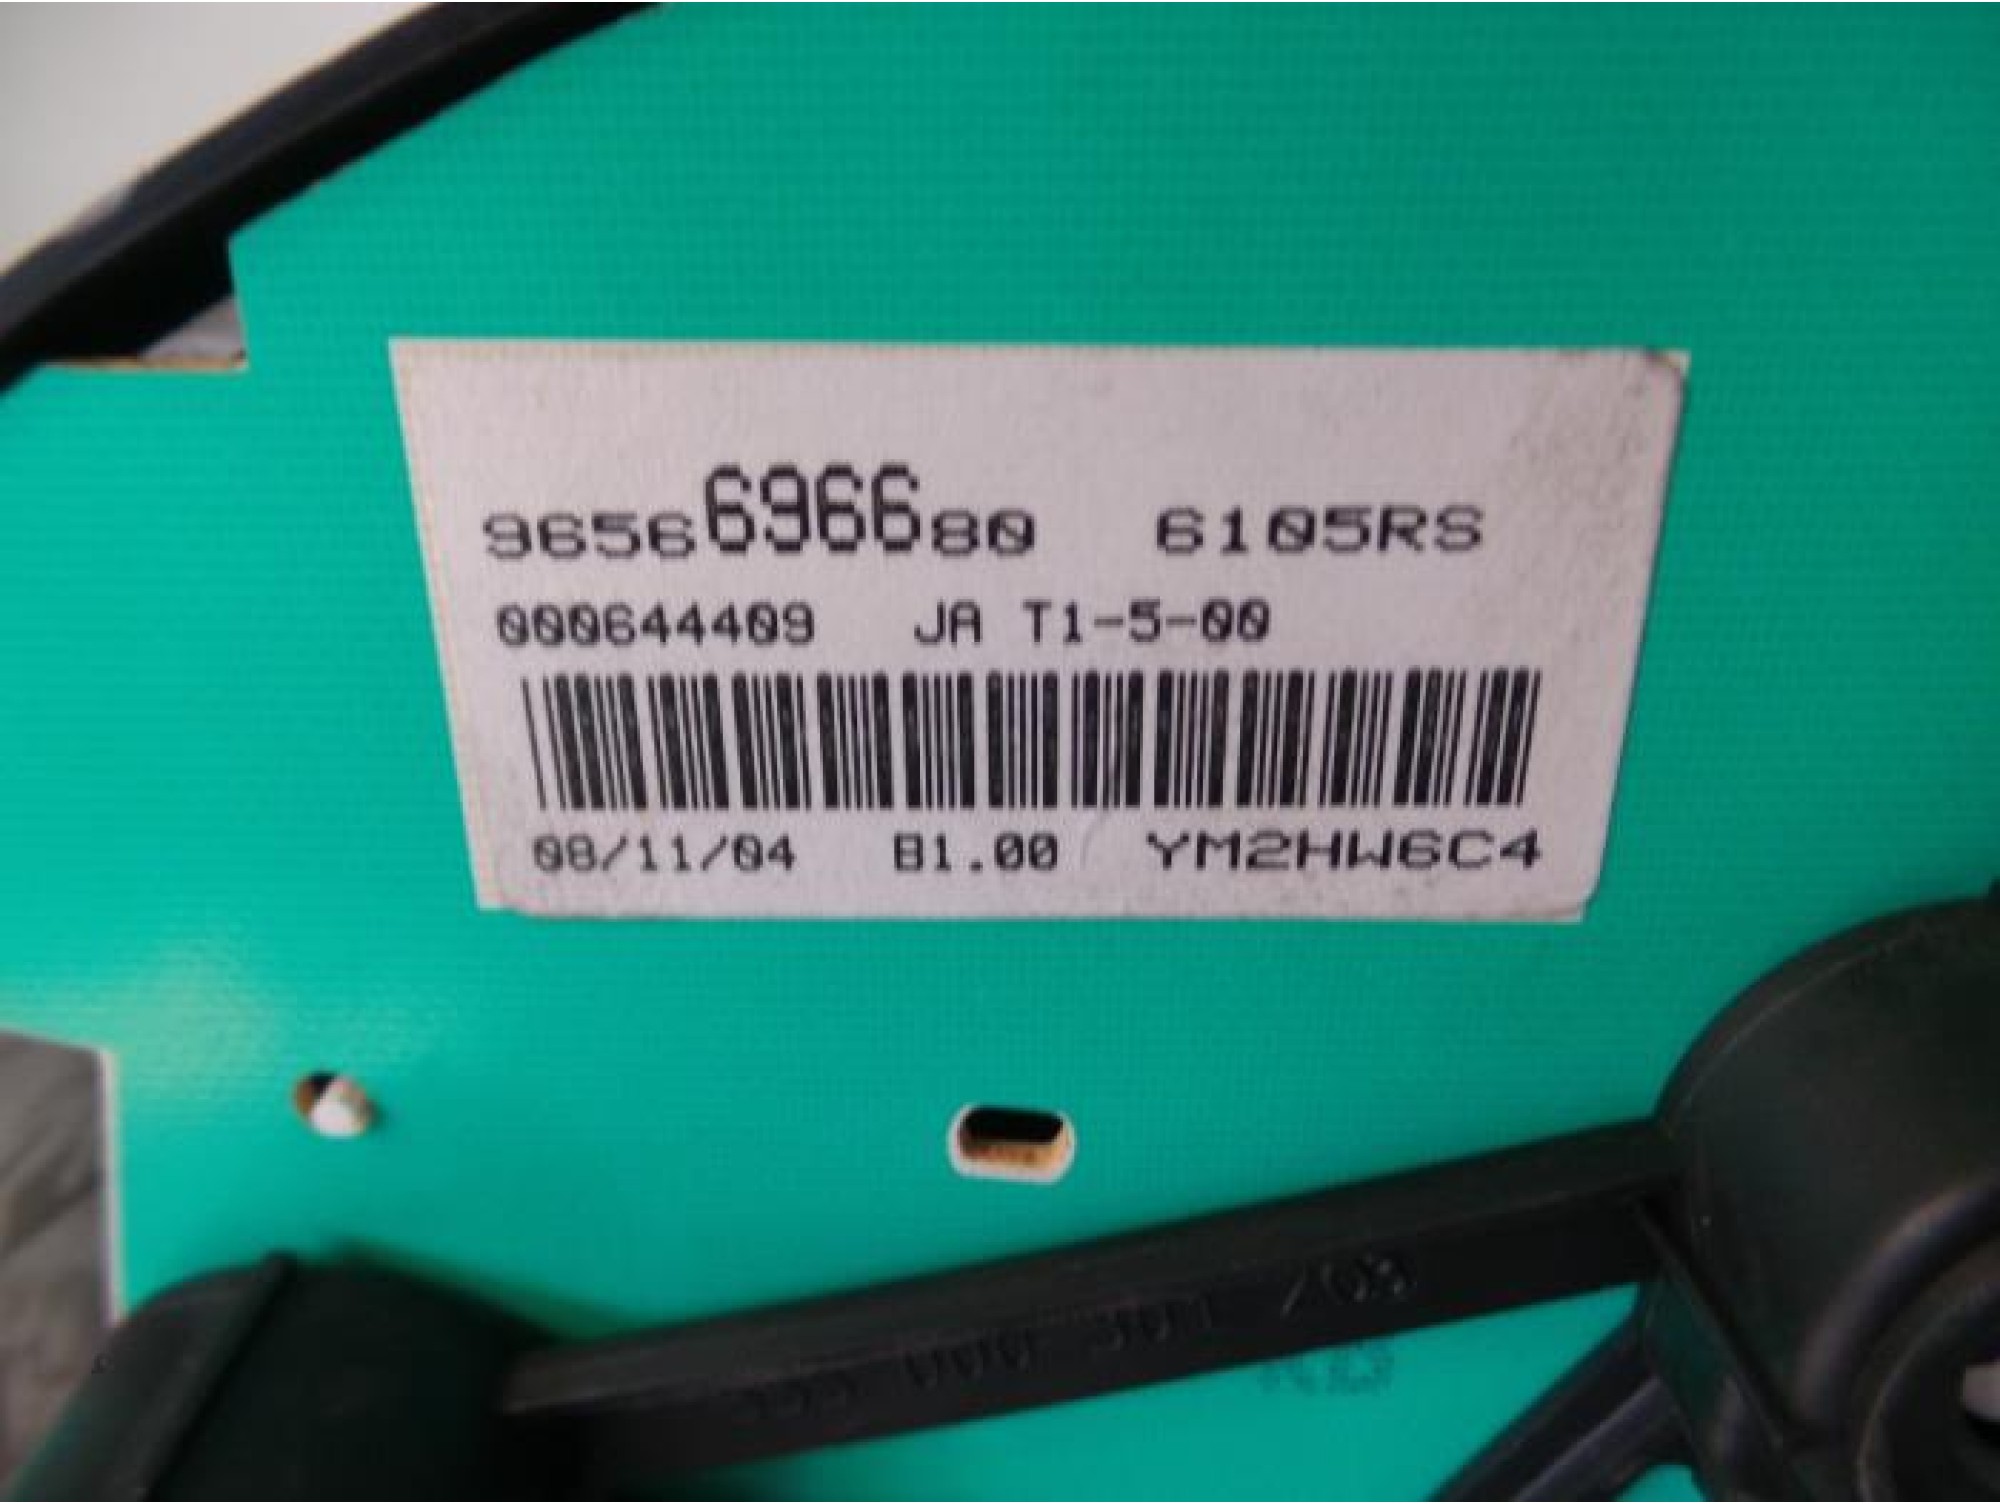 9656696680 6105RS
000644409 JA T1-5-00
08/11/04 B1.00 YM2HW6C4